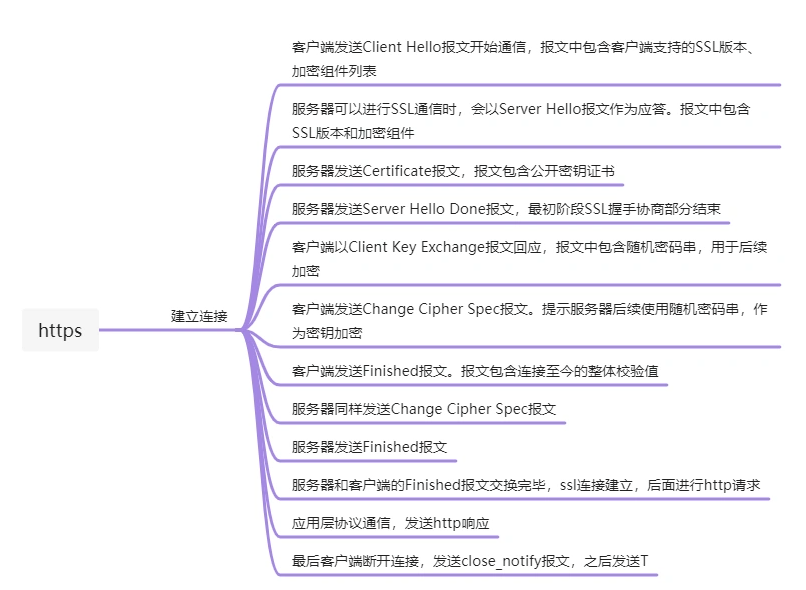 https
建立连接
客户端发送Client Hello报文开始通信，报文中包含客户端支持的SSL版本、
加密组件列表
服务器可以进行SSL通信时，会以Server Hello报文作为应答。报文中包含
SSL版本和加密组件
服务器发送Certificate报文，报文包含公开密钥证书
服务器发送Server Hello Done报文，最初阶段SSL握手协商部分结束
客户端以Client Key Exchange报文回应，报文中包含随机密码串，用于后续
加密
客户端发送Change Cipher Spec报文。提示服务器后续使用随机密码串，作
为密钥加密
客户端发送Finished报文。报文包含连接至今的整体校验值
服务器同样发送Change Cipher Spec报文
服务器发送Finished报文
服务器和客户端的Finished报文交换完毕，ssl连接建立，后面进行http请求
应用层协议通信，发送http响应
最后客户端断开连接，发送close_notify报文，之后发送T